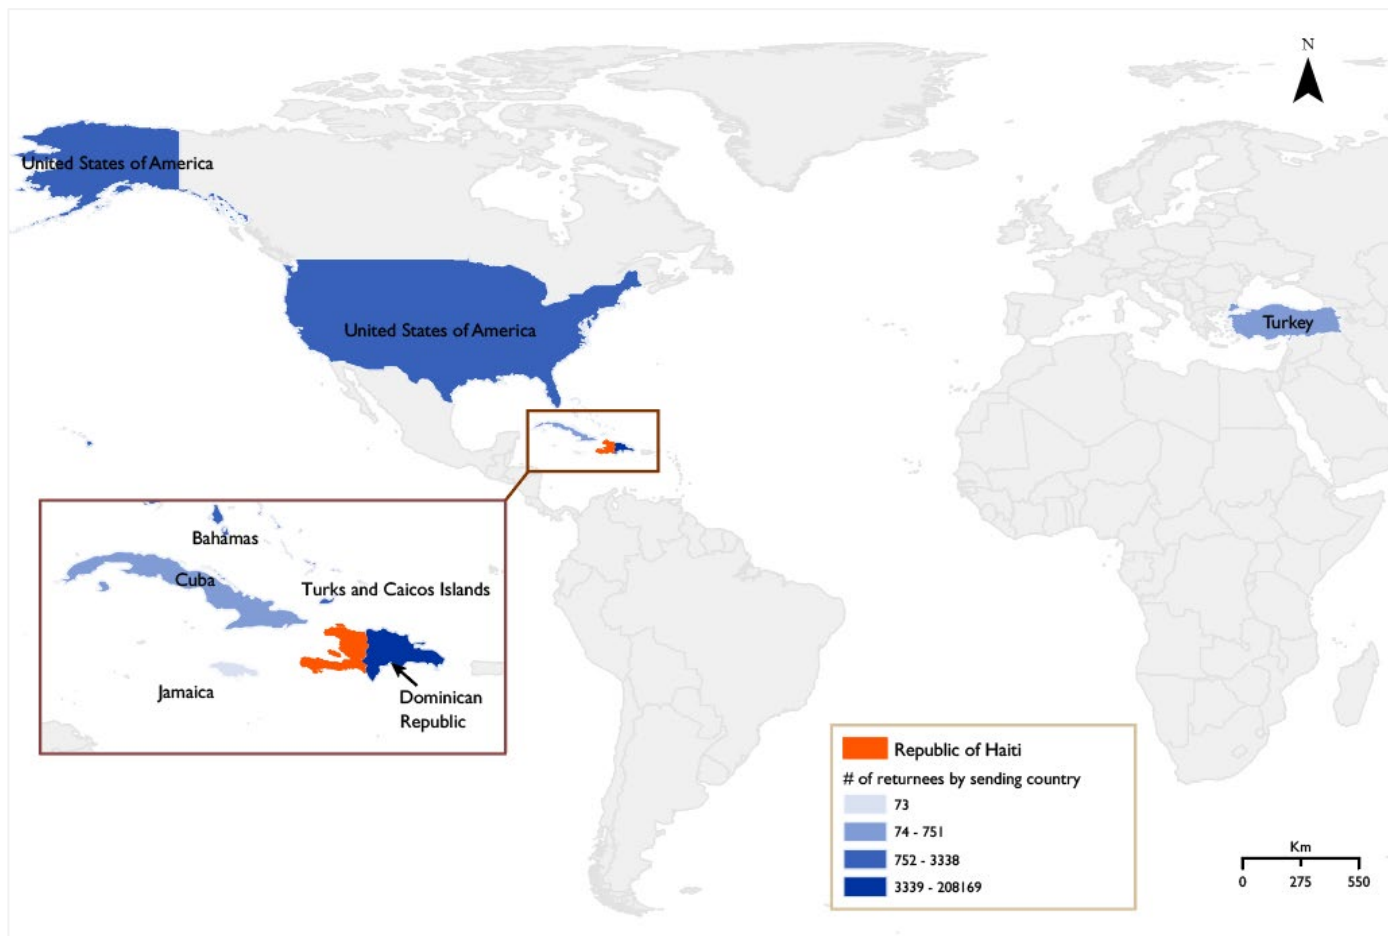 N
United States of America
United States of America
Turkey
Bahamas
Cuba
Turks and Caicos Islands
Jamaica
Dominican
Republic
Republic of Haiti
# of returnees by sending country
73
74 - 751
752 - 3338
3339 - 208169
Km
0 275 550